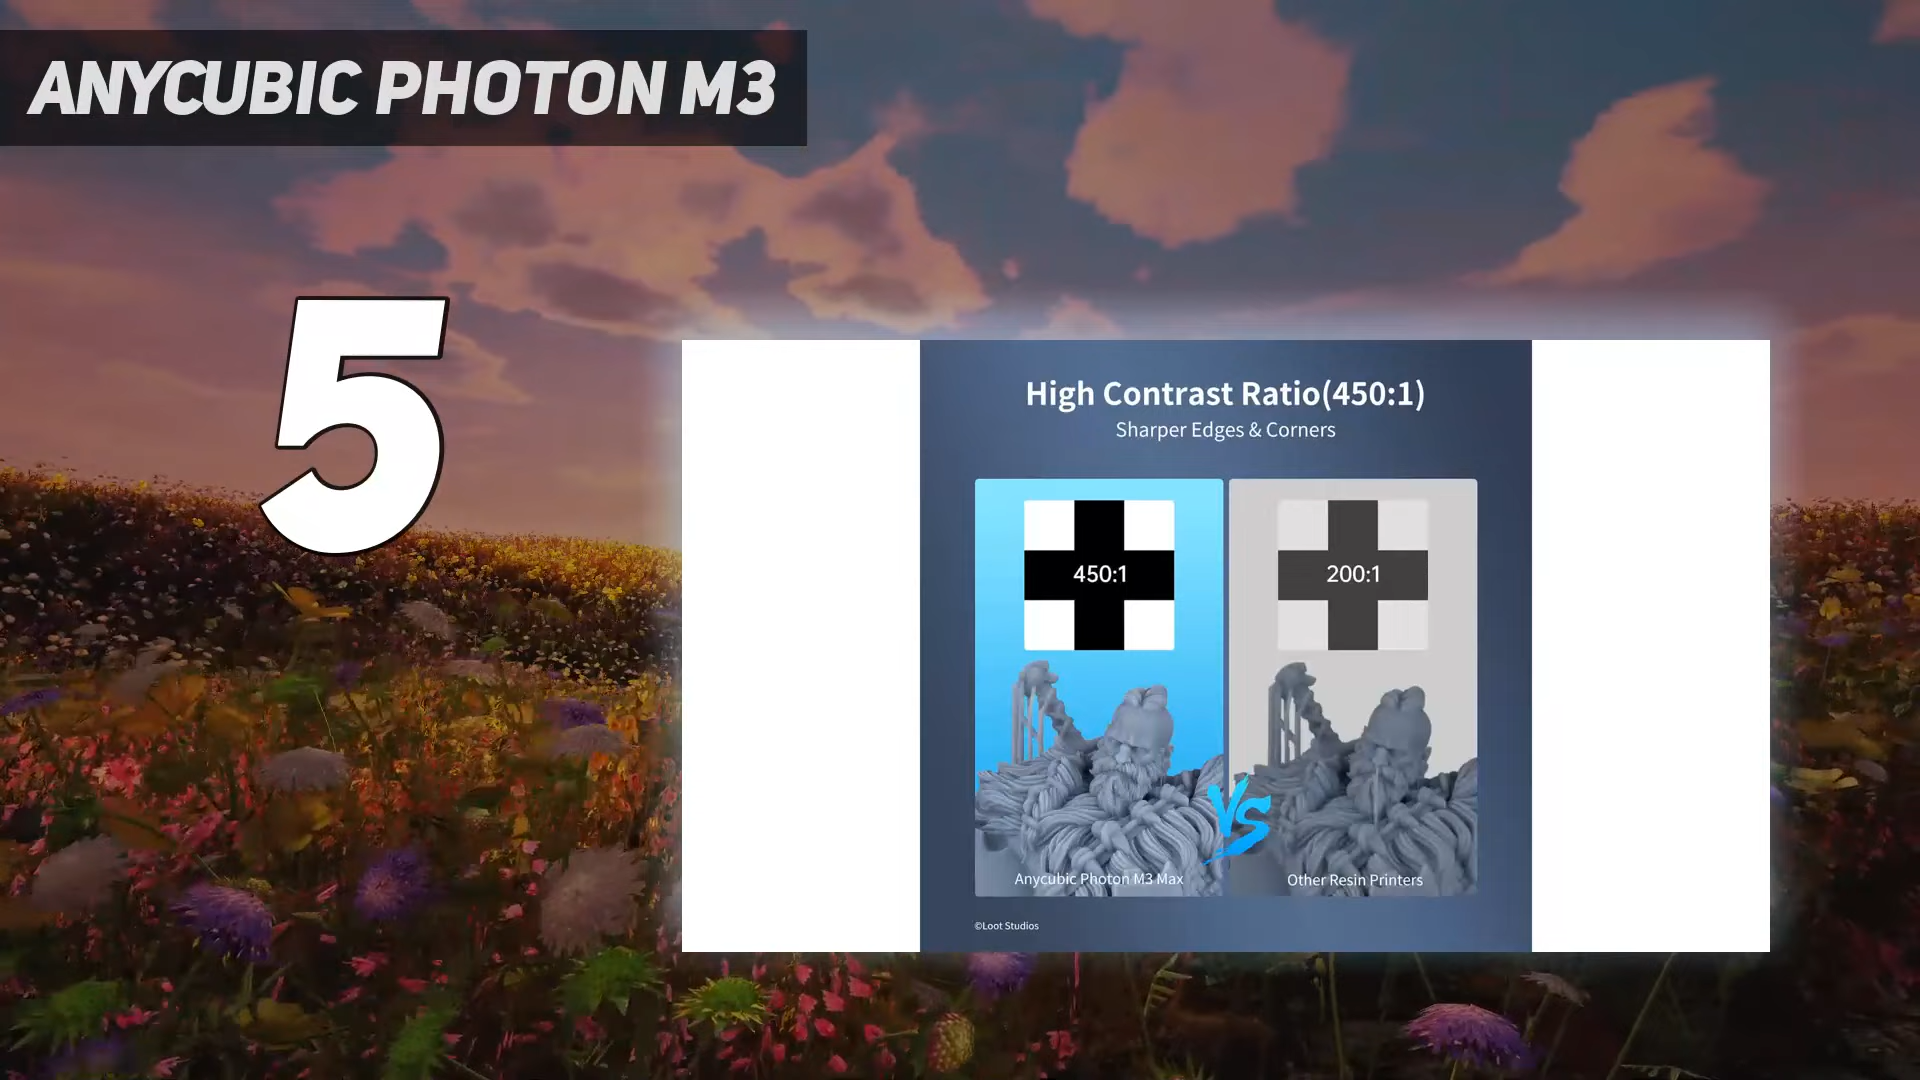 ANYCUBIC PHOTON M3
5
High Contrast Ratio(450:1)
Sharper Edges & Corners
450:1
200:1
VS
Anycubic Photon M3 Max
Other Resin Printers
©Loot Studios